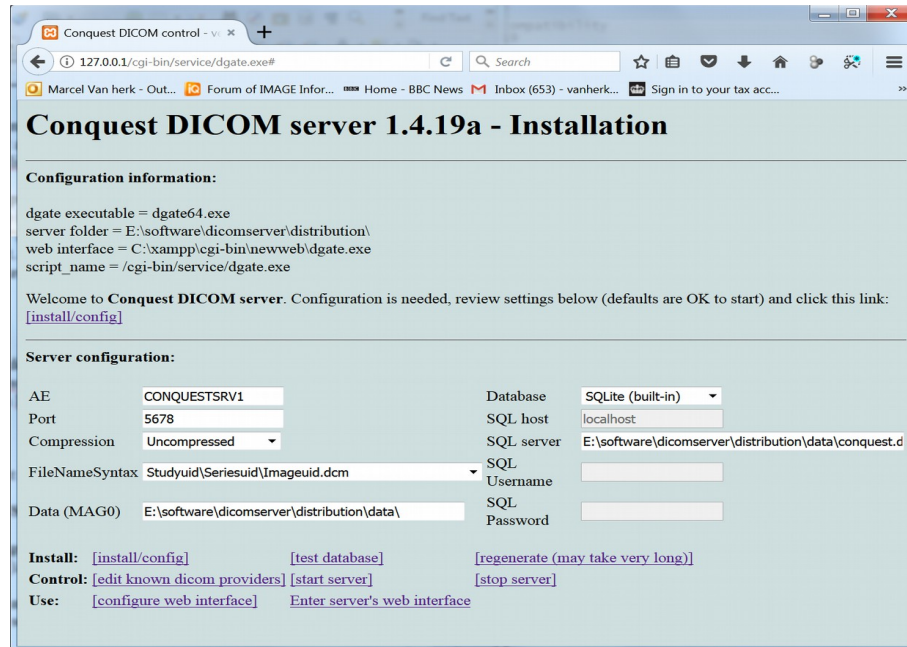 Conquest DICOM control - v
127.0.0.1/cgi-bin/service/dgate.exe#
Search
Marcel Van herk - Out... Forum of IMAGE Infor... Home - BBC News Inbox (653) - vanherk... Sign in to your tax acc...
Conquest DICOM server 1.4.19a - Installation
Configuration information:
dgate executable = dgate64.exe
server folder = E:\software\dicomserver\distribution\
web interface = C:\xampp\cgi-bin\newweb\dgate.exe
script_name = /cgi-bin/service/dgate.exe
Welcome to Conquest DICOM server. Configuration is needed, review settings below (defaults are OK to start) and click this link:
[install/config]
Server configuration:
AE CONQUESTSRV1 Database SQLite (built-in)
Port 5678 SQL host localhost
Compression Uncompressed SQL server E:\software\dicomserver\distribution\data\conquest.d
FileNameSyntax Studyuid\Seriesuid\Imageuid.dcm SQL Username
Data (MAG0) E:\software\dicomserver\distribution\data\ SQL Password
Install: [install/config] [test database] [regenerate (may take very long)]
Control: [edit known dicom providers] [start server] [stop server]
Use: [configure web interface] Enter server's web interface